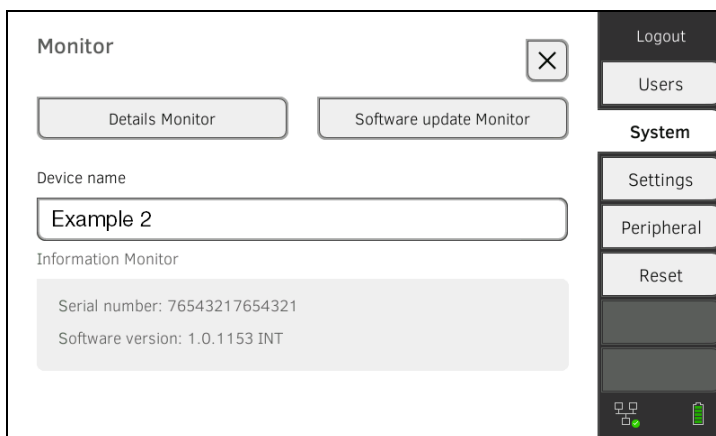 Monitor
Details Monitor
Software update Monitor
Device name
Example 2
Information Monitor
Serial number: 76543217654321
Software version: 1.0.1153 INT
Logout
Users
System
Settings
Peripheral
Reset